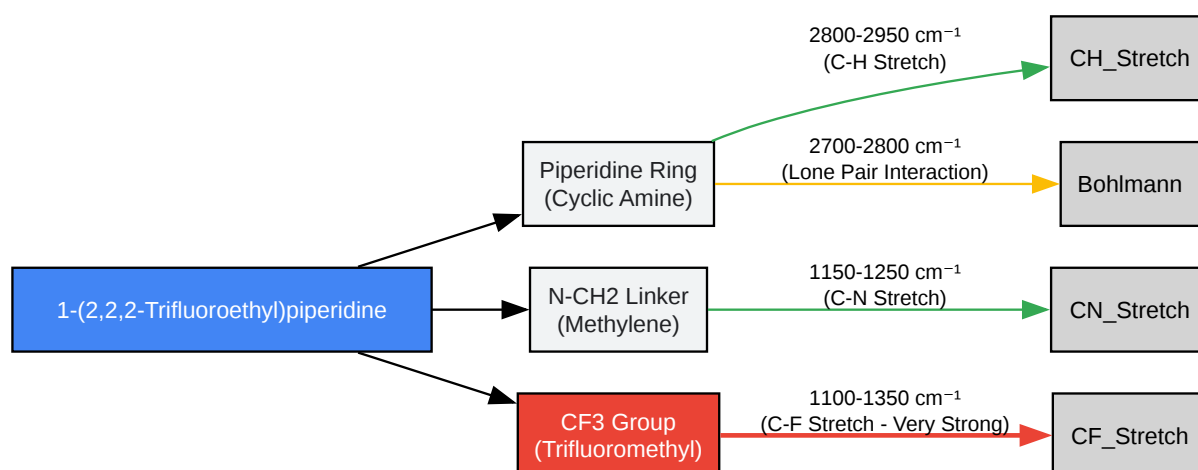 2800-2950 cm⁻¹
(C-H Stretch)
CH_Stretch
Piperidine Ring
(Cyclic Amine)
2700-2800 cm⁻¹
(Lone Pair Interaction)
Bohlmann
1-(2,2,2-Trifluoroethyl)piperidine
N-CH2 Linker
(Methylene)
1150-1250 cm⁻¹
(C-N Stretch)
CN_Stretch
CF3 Group
(Trifluoromethyl)
1100-1350 cm⁻¹
(C-F Stretch - Very Strong)
CF_Stretch